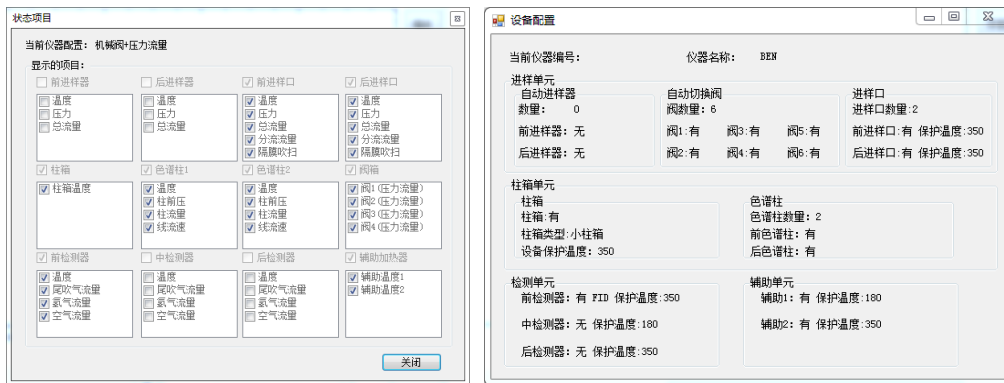 状态项目
当前仪器配置: 机械阀+压力流量
显示的项目:
前进样器 后进样器 前进样口 后进样口
温度 温度 温度 温度
压力 压力 压力 压力
总流量 总流量 总流量 总流量
分流流量 分流流量
隔膜吹扫 隔膜吹扫
柱箱 色谱柱1 色谱柱2 阀箱
柱箱温度 温度 温度 阀1(压力流量)
柱前压 柱前压 阀2(压力流量)
柱流量 柱流量 阀3(压力流量)
线流速 线流速 阀4(压力流量)
前检测器 中检测器 后检测器 辅助加热器
温度 温度 温度 辅助温度1
尾吹气流量 尾吹气流量 尾吹气流量 辅助温度2
氢气流量 氢气流量 氢气流量
空气流量 空气流量 空气流量
关闭
设备配置
当前仪器编号: 仪器名称: BEN
进样单元
自动进样器 自动切换阀 进样口
数量: 0 阀数量: 6 进样口数量:2
前进样器: 无 阀1:有 阀3:有 阀5:有 前进样口:有 保护温度:350
后进样器: 无 阀2:有 阀4:有 阀6:有 后进样口:有 保护温度:350
柱箱单元
柱箱 色谱柱
柱箱:有 色谱柱数量: 2
柱箱类型:小柱箱 前色谱柱: 有
设备保护温度: 350 后色谱柱: 有
检测单元 辅助单元
前检测器: 有 FID 保护温度:350 辅助1: 有 保护温度:180
中检测器: 无 保护温度:180 辅助2: 有 保护温度:350
后检测器: 无 保护温度:350